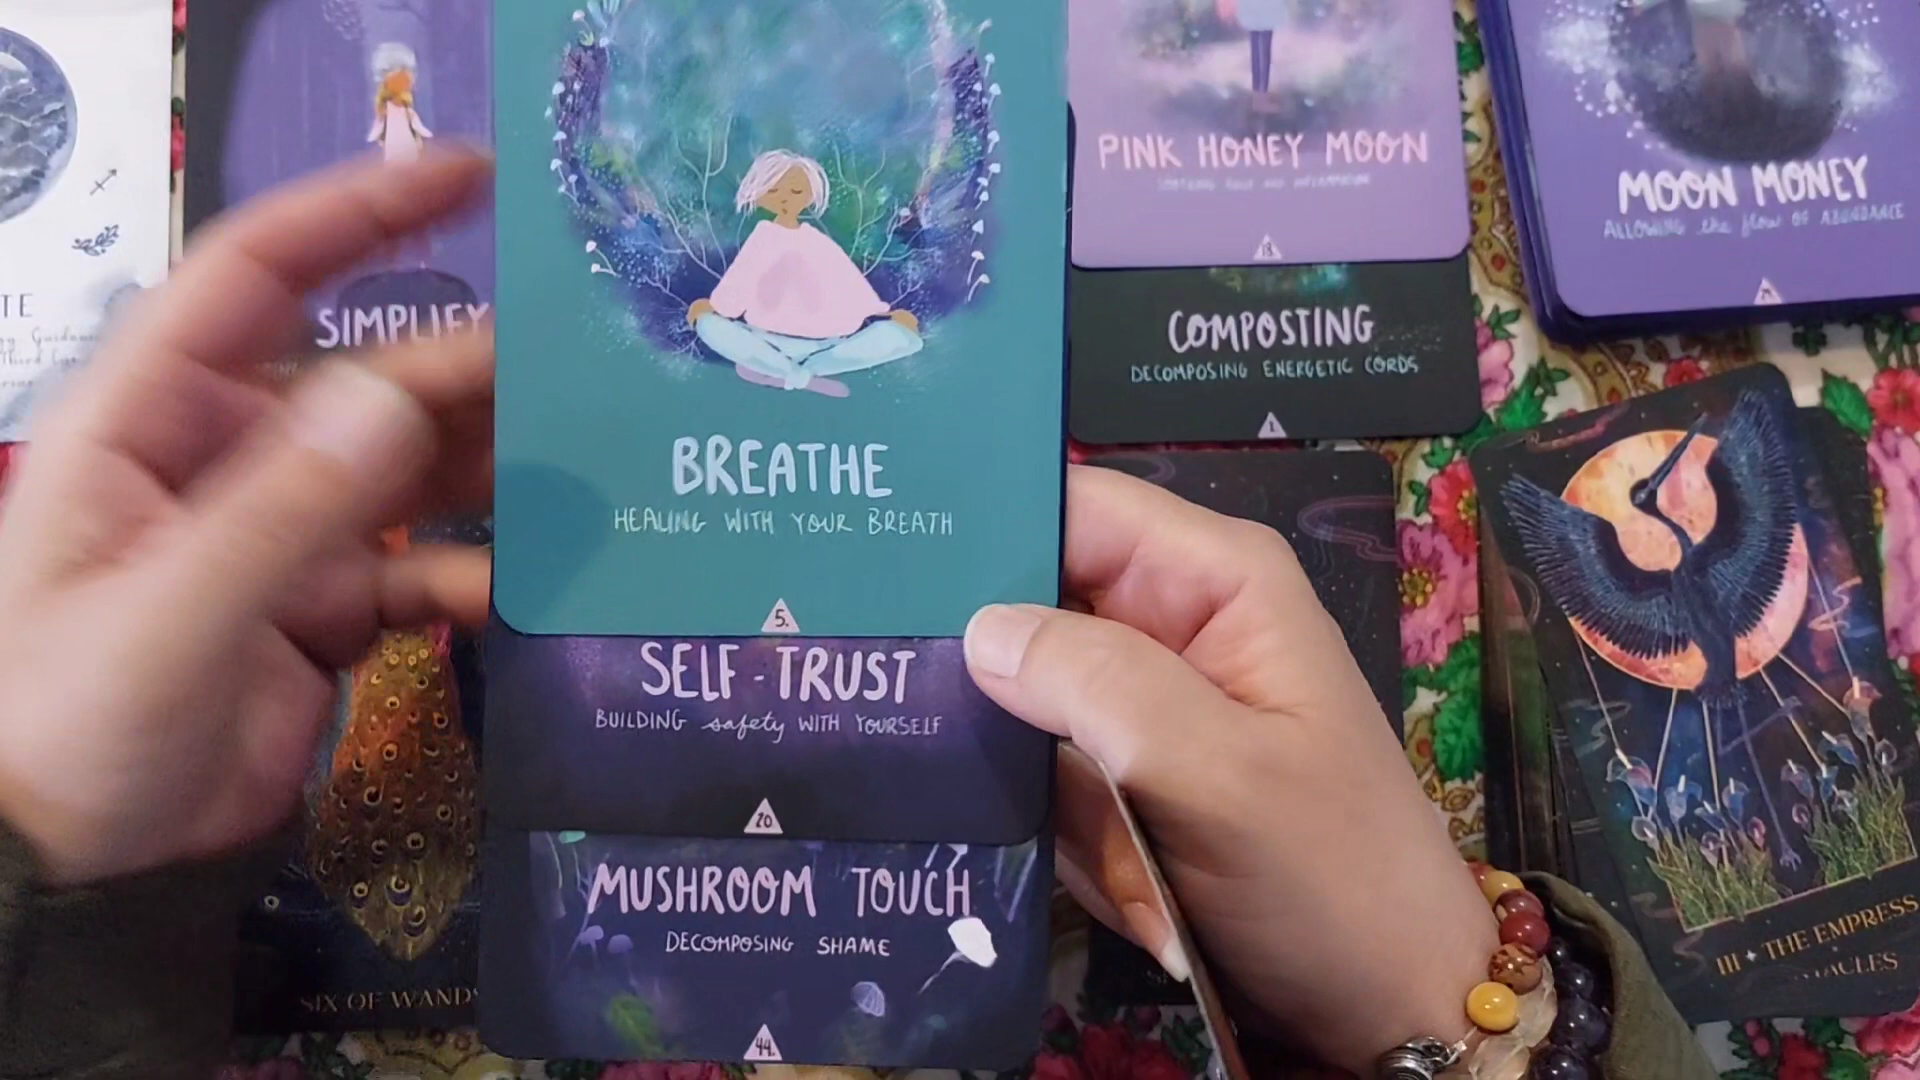 TE
SIMPLIFY
BREATHE
HEALING WITH YOUR BREATH
5.
SELF-TRUST
BUILDING safety WITH YOURSELF
20
MUSHROOM TOUCH
DECOMPOSING SHAME
44.
PINK HONEY MOON
13.
COMPOSTING
DECOMPOSING ENERGETIC CORDS
MOON MONEY
ALLOWING the flow OF ABUNDANCE
SIX OF WANDS
III THE EMPRESS